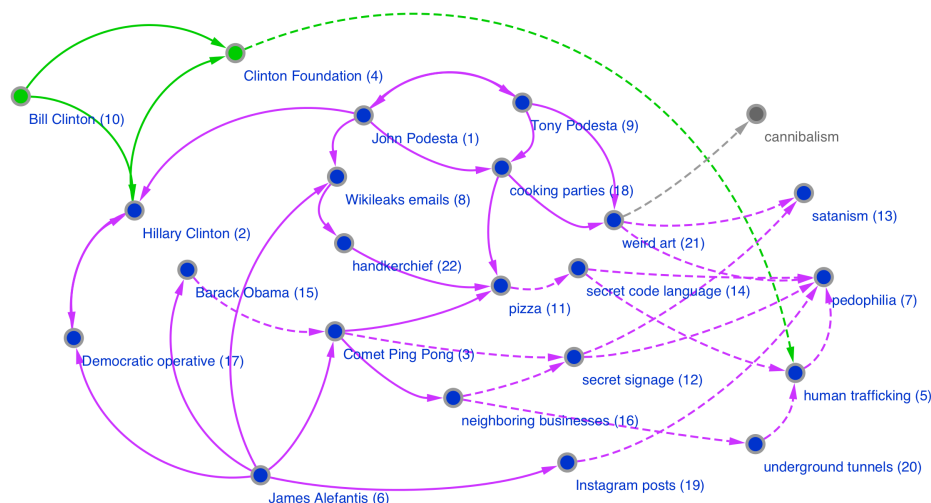 Clinton Foundation (4)
Bill Clinton (10)
Tony Podesta (9)
John Podesta (1)
cannibalism
cooking parties (18)
Wikileaks emails (8)
satanism (13)
Hillary Clinton (2)
weird art (21)
handkerchief (22)
Barack Obama (15)
secret code language (14)
pedophilia (7)
pizza (11)
Democratic operative (17)
Comet Ping Pong (3)
secret signage (12)
human trafficking (5)
neighboring businesses (16)
underground tunnels (20)
Instagram posts (19)
James Alefantis (6)